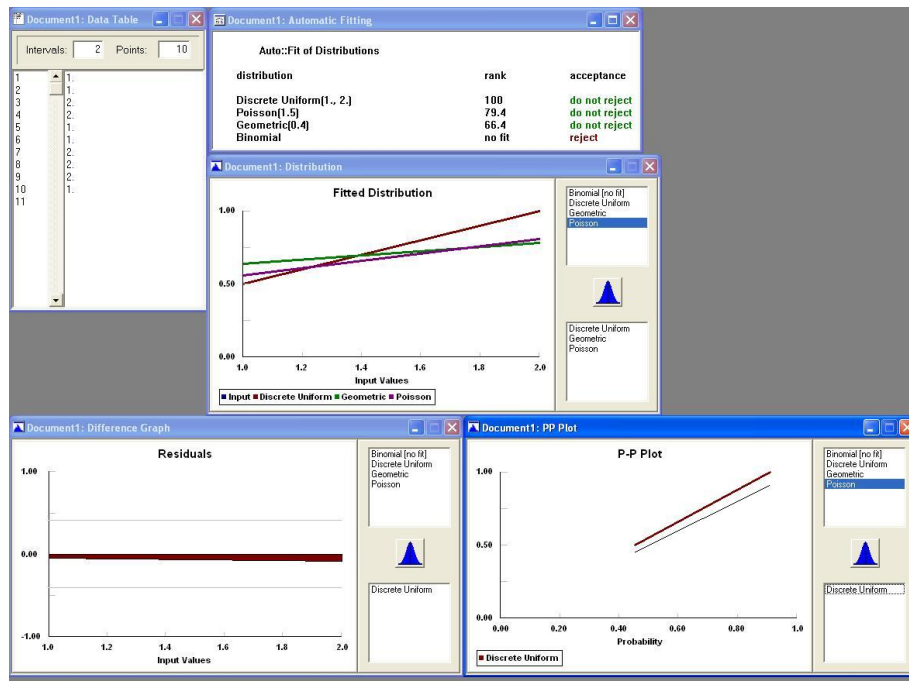 Document1: Data Table
Intervals: 2 Points: 10
1 1.
2 1.
3 2.
4 2.
5 1.
6 1.
7 2.
8 2.
9 2.
10 1.
11
Document1: Automatic Fitting
Auto::Fit of Distributions
distribution rank acceptance
Discrete Uniform(1., 2.) 100 do not reject
Poisson(1.5) 79.4 do not reject
Geometric(0.4) 66.4 do not reject
Binomial no fit reject
Document1: Distribution
Fitted Distribution
1.00
0.50
0.00
1.0 1.2 1.4 1.6 1.8 2.0
Input Values
Input Discrete Uniform Geometric Poisson
Binomial [no fit]
Discrete Uniform
Geometric
Poisson
Discrete Uniform
Geometric
Poisson
Document1: Difference Graph
Residuals
1.00
0.00
-1.00
1.0 1.2 1.4 1.6 1.8 2.0
Input Values
Binomial [no fit]
Discrete Uniform
Geometric
Poisson
Discrete Uniform
Document1: PP Plot
P-P Plot
1.00
0.50
0.00
0.00 0.20 0.40 0.60 0.80 1.0
Probability
Discrete Uniform
Binomial [no fit]
Discrete Uniform
Geometric
Poisson
Discrete Uniform